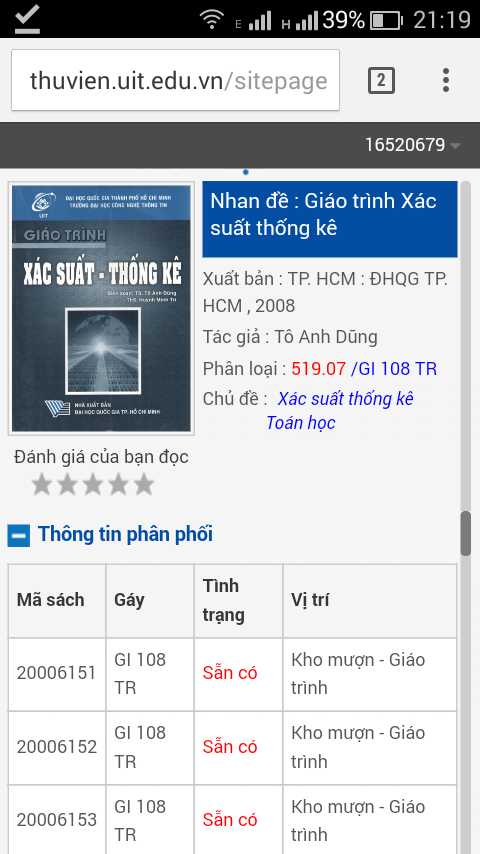 E
H
39%
21:19
thuvien.uit.edu.vn/sitepage
2
16520679
ĐẠI HỌC QUỐC GIA THÀNH PHỐ HỒ CHÍ MINH
TRƯỜNG ĐẠI HỌC CÔNG NGHỆ THÔNG TIN
UIT
GIÁO TRÌNH
XÁC SUẤT - THỐNG KÊ
Biên soạn: TS. Tô Anh Dũng
ThS. Huỳnh Minh Trí
NHÀ XUẤT BẢN
ĐẠI HỌC QUỐC GIA TP. HỒ CHÍ MINH
Nhan đề : Giáo trình Xác
suất thống kê
Xuất bản : TP. HCM : ĐHQG TP.
HCM , 2008
Tác giả : Tô Anh Dũng
Phân loại : 519.07 /GI 108 TR
Chủ đề : Xác suất thống kê
Toán học
Đánh giá của bạn đọc
Thông tin phân phối
Mã sách Gáy Tình trạng Vị trí
20006151 GI 108 TR Sẵn có Kho mượn - Giáo trình
20006152 GI 108 TR Sẵn có Kho mượn - Giáo trình
20006153 GI 108 TR Sẵn có Kho mượn - Giáo trình